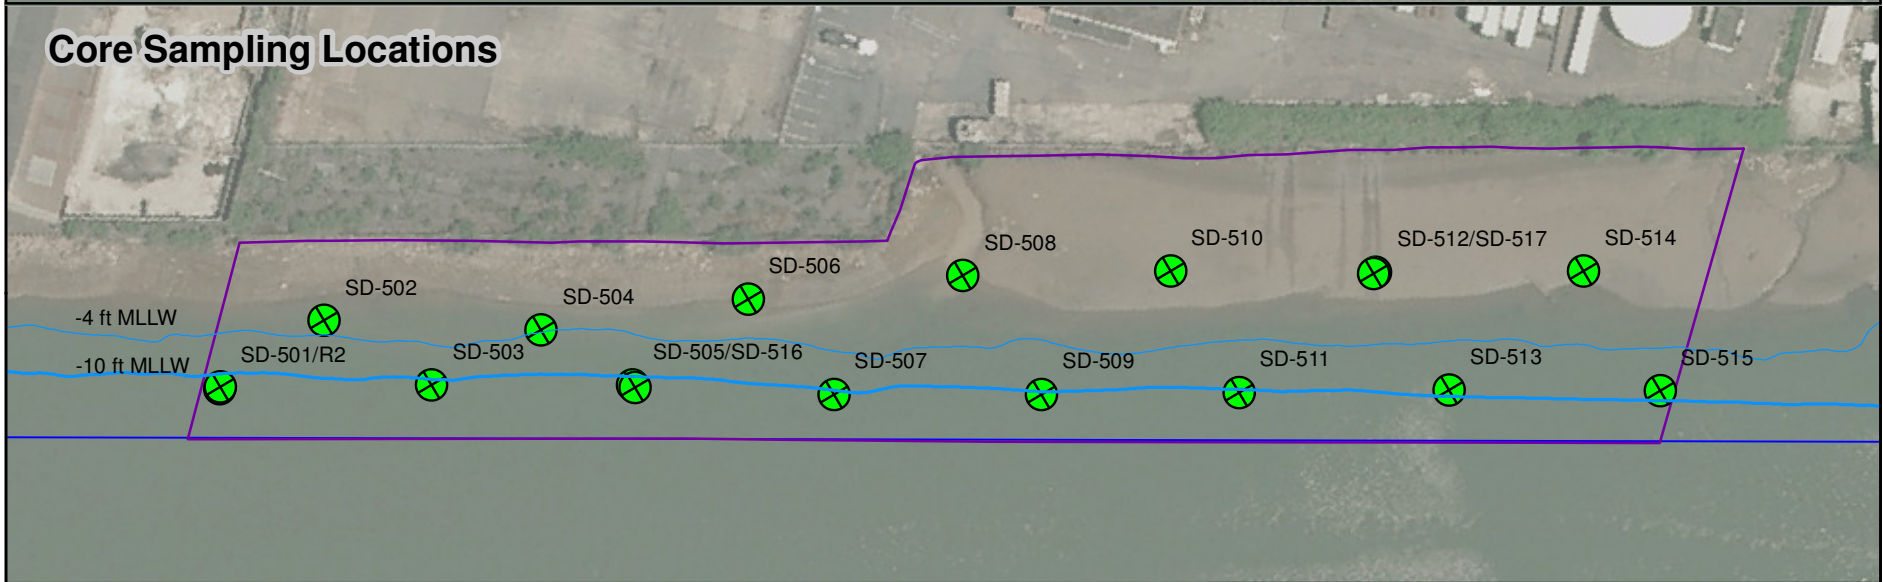 Core Sampling Locations
SD-508
SD-510
SD-512/SD-517
SD-514
SD-506
SD-502
SD-504
-4 ft MLLW
SD-501/R2
SD-503
SD-505/SD-516
SD-507
SD-509
SD-511
SD-513
SD-515
-10 ft MLLW